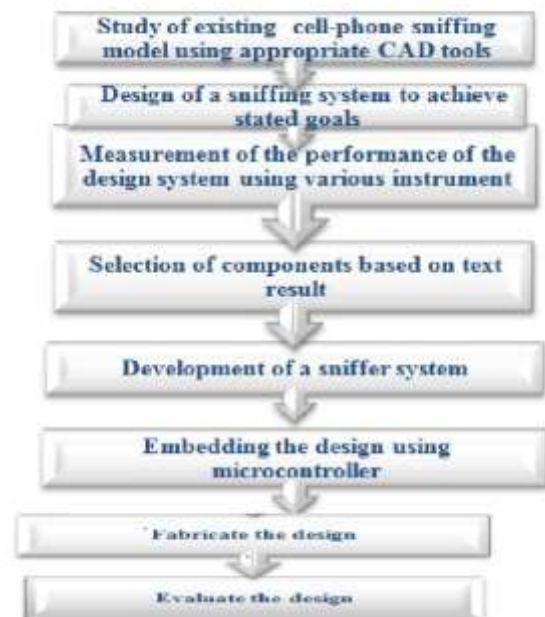 Study of existing cell-phone sniffing
model using appropriate CAD tools
Design of a sniffing system to achieve
stated goals
Measurement of the performance of the
design system using various instrument
Selection of components based on text
result
Development of a sniffer system
Embedding the design using
microcontroller
Fabricate the design
Evaluate the design